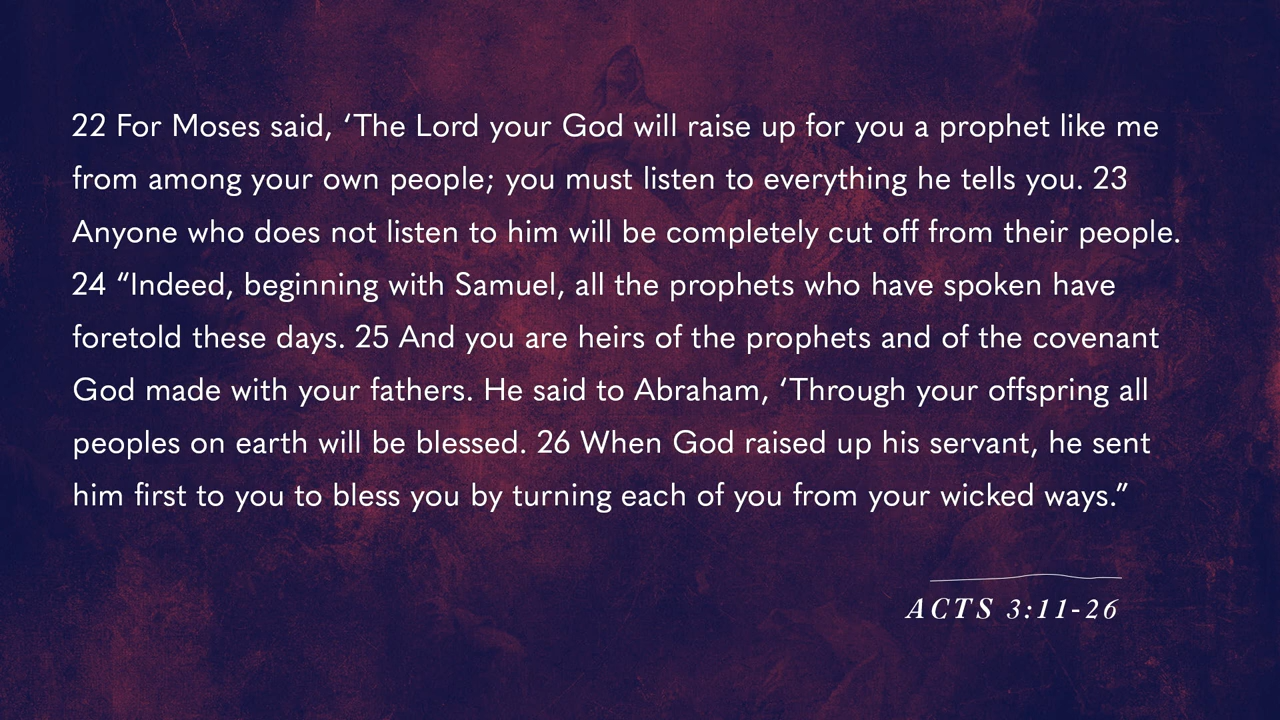 22 For Moses said, ‘The Lord your God will raise up for you a prophet like me
from among your own people; you must listen to everything he tells you. 23
Anyone who does not listen to him will be completely cut off from their people.
24 “Indeed, beginning with Samuel, all the prophets who have spoken have
foretold these days. 25 And you are heirs of the prophets and of the covenant
God made with your fathers. He said to Abraham, ‘Through your offspring all
peoples on earth will be blessed. 26 When God raised up his servant, he sent
him first to you to bless you by turning each of you from your wicked ways.”
ACTS 3:11-26